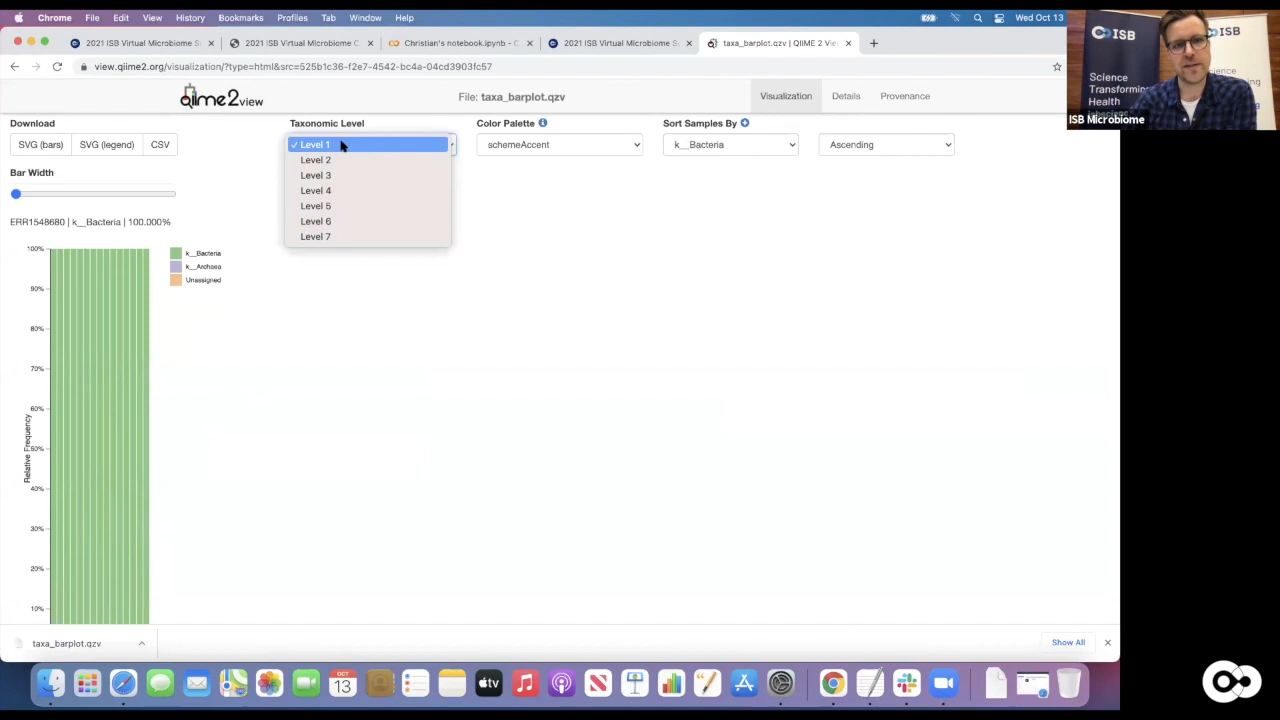 Chrome File Edit View History Bookmarks Profiles Tab Window Help Wed Oct 13
2021 ISB Virtual Microbiome S 2021 ISB Virtual Microbiome C Christian's notebook.ipynb - C 2021 ISB Virtual Microbiome S taxa_barplot.qzv | QIIME 2 View
view.qiime2.org/visualization/?type=html&src=525b1c36-f2e7-4542-bc4a-04cd3903fc57
qiime2view File: taxa_barplot.qzv Visualization Details Provenance
Download Taxonomic Level Color Palette Sort Samples By
SVG (bars) SVG (legend) CSV schemeAccent k__Bacteria Ascending
Level 1
Level 2
Level 3
Level 4
Level 5
Level 6
Level 7
Bar Width
ERR1548680 | k__Bacteria | 100.000%
k__Bacteria
k__Archaea
Unassigned
Relative Frequency
100%
90%
80%
70%
60%
50%
40%
30%
20%
10%
taxa_barplot.qzv Show All
OCT
13
tv
ISB
Science
Transforming
Health
ISB
ISB Microbiome